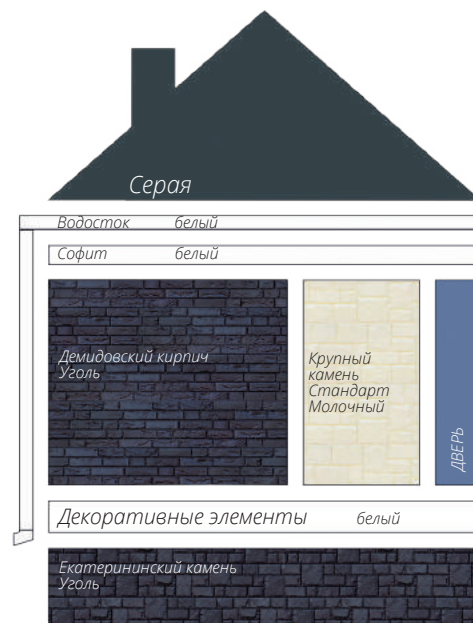 Серая
Водосток белый
Софит белый
Демидовский кирпич
Уголь
Крупный
камень
Стандарт
Молочный
ДВЕРЬ
Декоративные элементы белый
Екатерининский камень
Уголь